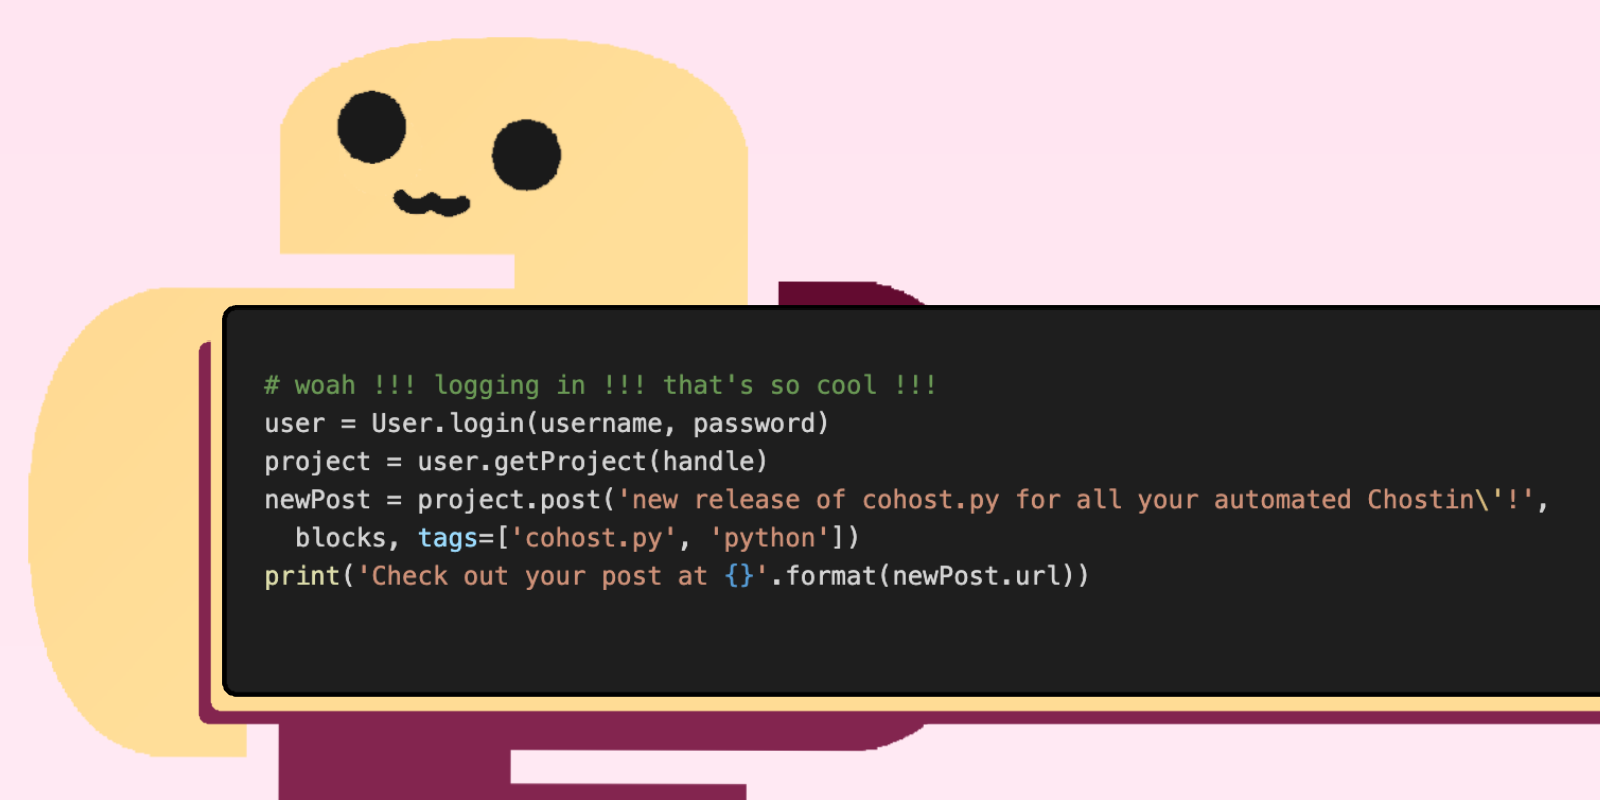 # woah !!! logging in !!! that's so cool !!!
user = User.login(username, password)
project = user.getProject(handle)
newPost = project.post('new release of cohost.py for all your automated Chostin\'!',
  blocks, tags=['cohost.py', 'python'])
print('Check out your post at {}'.format(newPost.url))